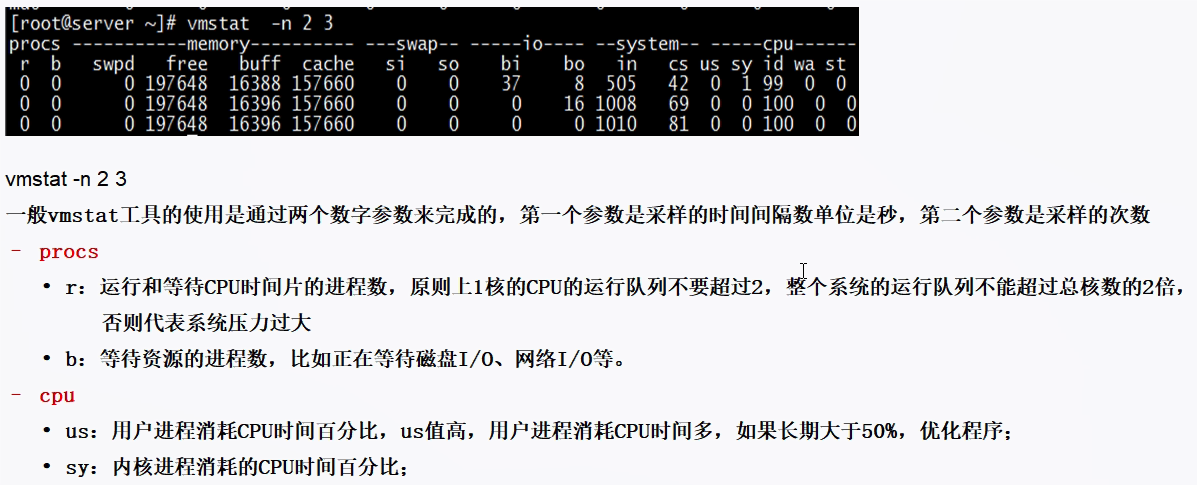 [root@server ~]# vmstat  -n 2 3
procs -----------memory---------- ---swap-- -----io---- --system-- -----cpu------
 r  b   swpd   free   buff  cache   si   so    bi    bo   in   cs us sy id wa st
 0  0      0 197648  16388 157660    0    0    37     8  505   42  0  1 99  0  0
 0  0      0 197648  16396 157660    0    0     0    16 1008   69  0  0 100  0  0
 0  0      0 197648  16396 157660    0    0     0     0 1010   81  0  0 100  0  0
vmstat -n 2 3
一般vmstat工具的使用是通过两个数字参数来完成的，第一个参数是采样的时间间隔数单位是秒，第二个参数是采样的次数
- procs
• r：运行和等待CPU时间片的进程数，原则上1核的CPU的运行队列不要超过2，整个系统的运行队列不能超过总核数的2倍，
否则代表系统压力过大
• b：等待资源的进程数，比如正在等待磁盘I/O、网络I/O等。
- cpu
• us：用户进程消耗CPU时间百分比，us值高，用户进程消耗CPU时间多，如果长期大于50%，优化程序；
• sy：内核进程消耗的CPU时间百分比；